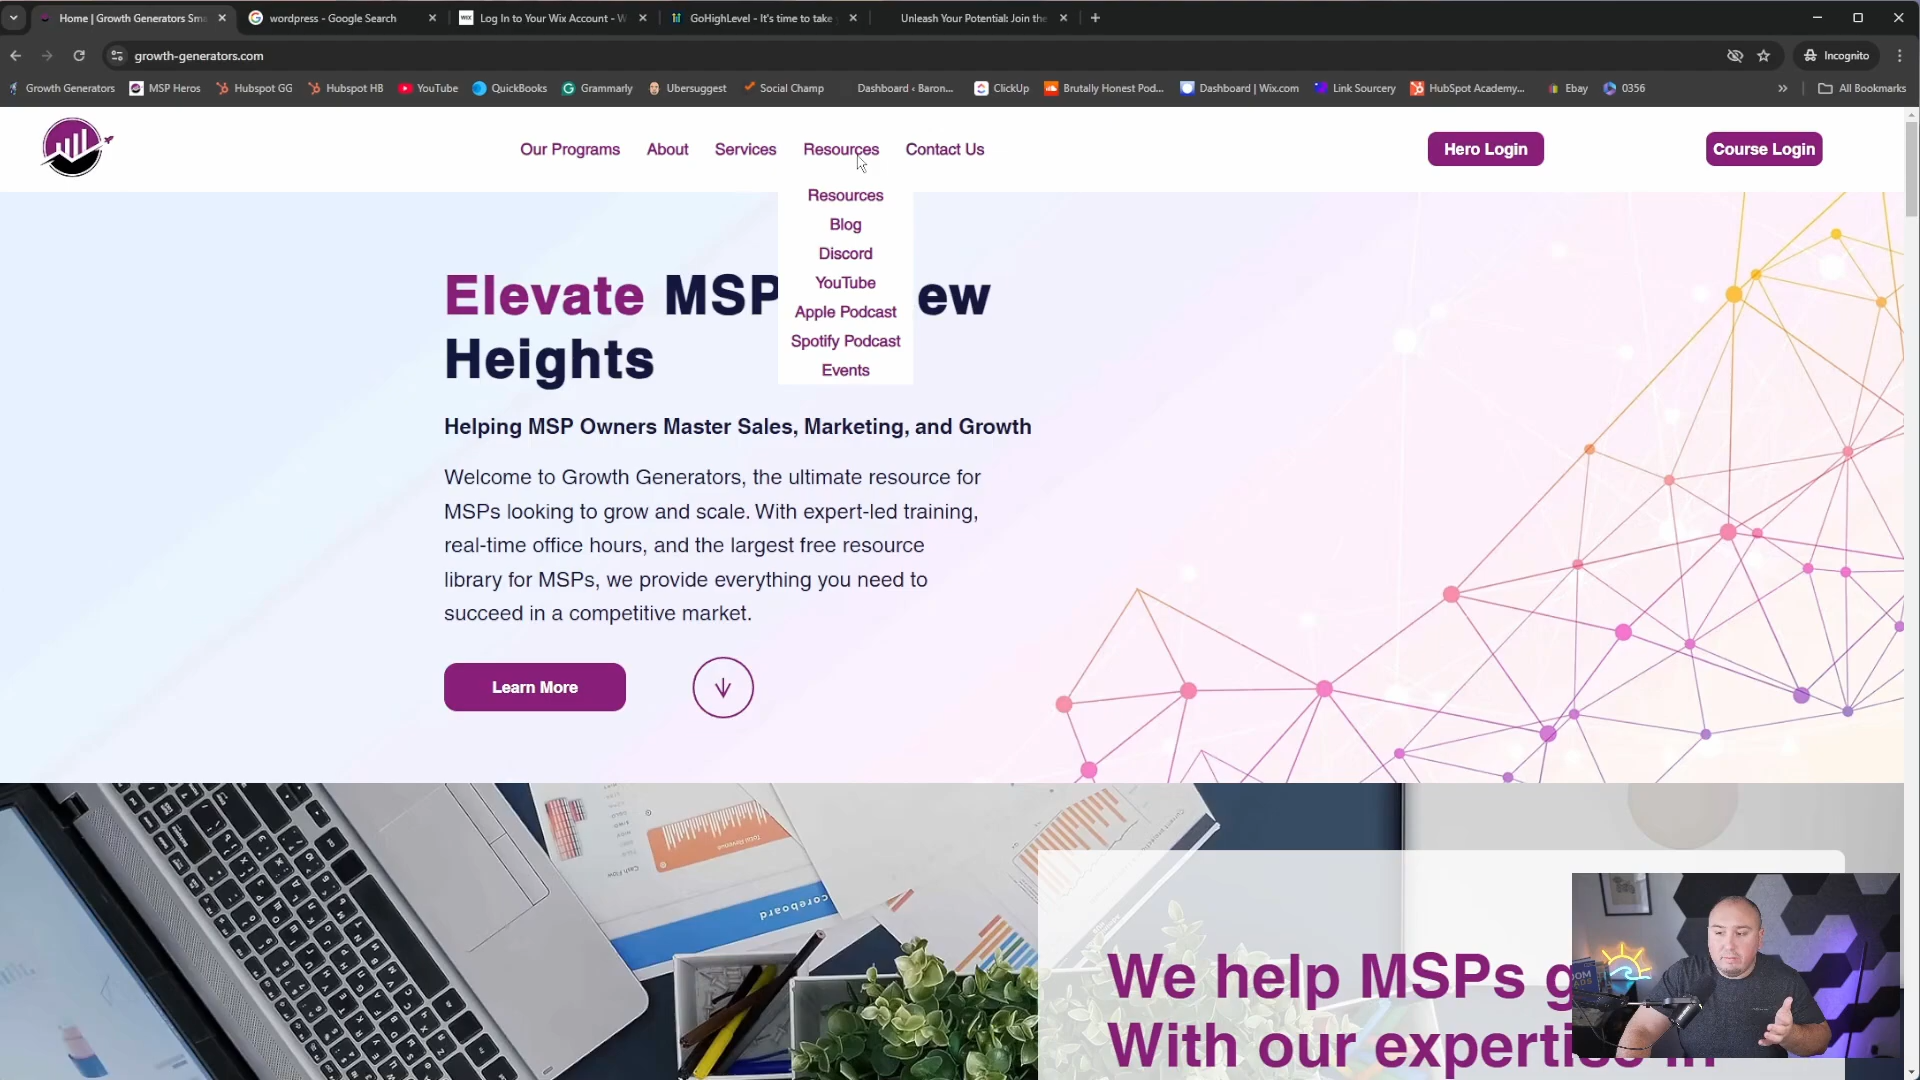 Home | Growth Generators Sma
wordpress - Google Search
WIX
Log In to Your Wix Account - W
GoHighLevel - It's time to take
Unleash Your Potential: Join the
growth-generators.com
Incognito
Growth Generators
MSP Heros
Hubspot GG
Hubspot HB
YouTube
QuickBooks
Grammarly
Ubersuggest
Social Champ
Dashboard ‹ Baron...
ClickUp
Brutally Honest Pod...
Dashboard | Wix.com
Link Sourcery
HubSpot Academy...
Ebay
0356
All Bookmarks
Our Programs
About
Services
Resources
Contact Us
Hero Login
Course Login
Resources
Blog
Discord
YouTube
Apple Podcast
Spotify Podcast
Events
Elevate MSP ew
Heights
Helping MSP Owners Master Sales, Marketing, and Growth
Welcome to Growth Generators, the ultimate resource for
MSPs looking to grow and scale. With expert-led training,
real-time office hours, and the largest free resource
library for MSPs, we provide everything you need to
succeed in a competitive market.
Learn More
Total Revenue
Cash Flow
coreboard
We help MSPs g
With our experti